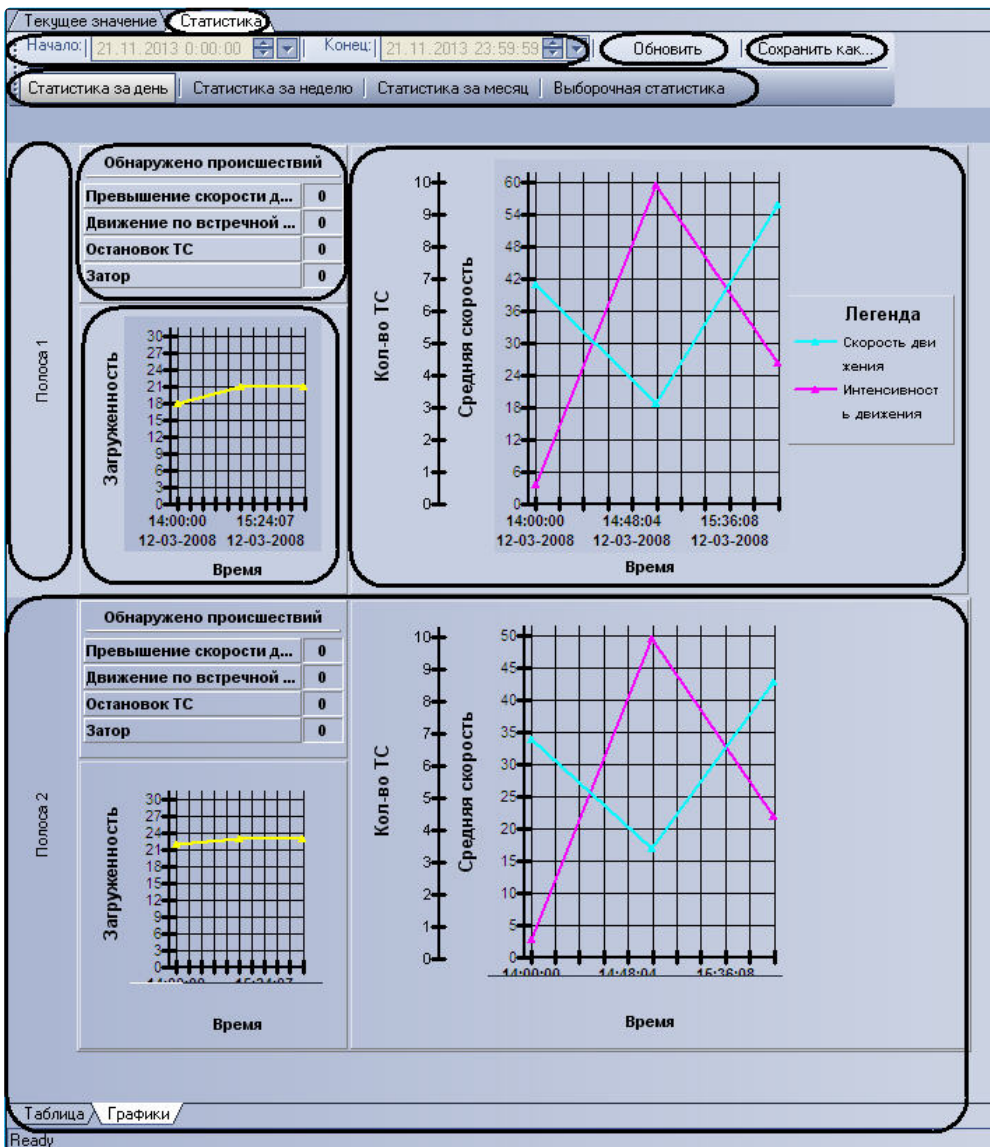 Текущее значение Статистика
Начало: 21.11.2013 0:00:00 Конец: 21.11.2013 23:59:59 Обновить Сохранить как...
Статистика за день Статистика за неделю Статистика за месяц Выборочная статистика
Полоса 1
Обнаружено происшествий
Превышение скорости д... 0
Движение по встречной ... 0
Остановок ТС 0
Затор 0
Загруженность
30
27
24
21
18
15
12
9
6
3
0
14:00:00 15:24:07
12-03-2008 12-03-2008
Время
Кол-во ТС
10
9
8
7
6
5
4
3
2
1
0
Средняя скорость
60
54
48
42
36
30
24
18
12
6
0
14:00:00 14:48:04 15:36:08
12-03-2008 12-03-2008 12-03-2008
Время
Легенда
Скорость дви
жения
Интенсивност
ь движения
Полоса 2
Обнаружено происшествий
Превышение скорости д... 0
Движение по встречной ... 0
Остановок ТС 0
Затор 0
Загруженность
30
27
24
21
18
15
12
9
6
3
0
14:00:00 15:24:07
Время
Кол-во ТС
10
9
8
7
6
5
4
3
2
1
0
Средняя скорость
50
45
40
35
30
25
20
15
10
5
0
14:00:00 14:48:04 15:36:08
Время
Таблица Графики
Ready